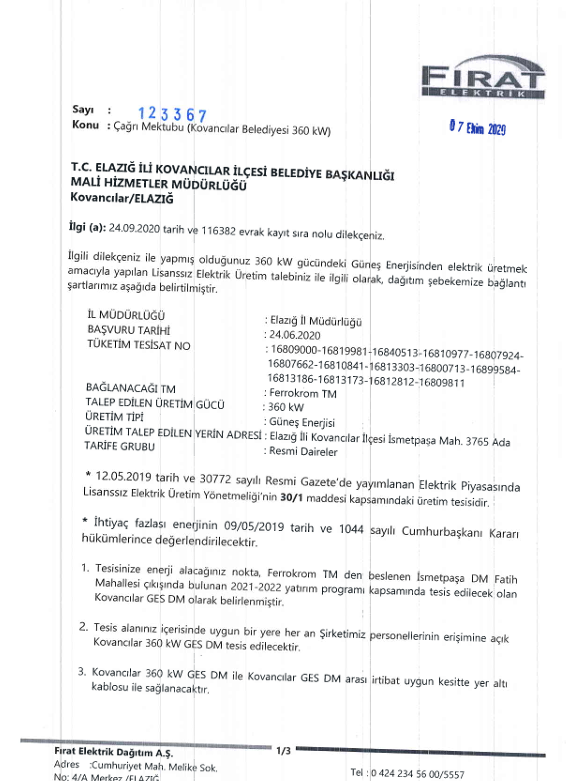 FIRAT
ELEKTRİK
Sayı : 123367
Konu : Çağrı Mektubu (Kovancılar Belediyesi 360 kW)
07 Ekim 2020
T.C. ELAZIĞ İLİ KOVANCILAR İLÇESİ BELEDİYE BAŞKANLIĞI
MALİ HİZMETLER MÜDÜRLÜĞÜ
Kovancılar/ELAZIĞ
İlgi (a): 24.09.2020 tarih ve 116382 evrak kayıt sıra nolu dilekçeniz.
İlgili dilekçeniz ile yapmış olduğunuz 360 kW gücündeki Güneş Enerjisinden elektrik üretmek
amacıyla yapılan Lisanssız Elektrik Üretim talebiniz ile ilgili olarak, dağıtım şebekemize bağlantı
şartlarımız aşağıda belirtilmiştir.
İL MÜDÜRLÜĞÜ : Elazığ İl Müdürlüğü
BAŞVURU TARİHİ : 24.06.2020
TÜKETİM TESİSAT NO : 16809000-16819981-16840513-16810977-16807924-
16807662-16810841-16813303-16800713-16899584-
16813186-16813173-16812812-16809811
BAĞLANACAĞI TM : Ferrokrom TM
TALEP EDİLEN ÜRETİM GÜCÜ : 360 kW
ÜRETİM TİPİ : Güneş Enerjisi
ÜRETİM TALEP EDİLEN YERİN ADRESİ : Elazığ İli Kovancılar İlçesi İsmetpaşa Mah. 3765 Ada
TARİFE GRUBU : Resmi Daireler
* 12.05.2019 tarih ve 30772 sayılı Resmi Gazete'de yayımlanan Elektrik Piyasasında
Lisanssız Elektrik Üretim Yönetmeliği'nin 30/1 maddesi kapsamındaki üretim tesisidir.
* İhtiyaç fazlası enerjinin 09/05/2019 tarih ve 1044 sayılı Cumhurbaşkanı Kararı
hükümlerince değerlendirilecektir.
1. Tesisinize enerji alacağınız nokta, Ferrokrom TM den beslenen İsmetpaşa DM Fatih
Mahallesi çıkışında bulunan 2021-2022 yatırım programı kapsamında tesis edilecek olan
Kovancılar GES DM olarak belirlenmiştir.
2. Tesis alanınız içerisinde uygun bir yere her an Şirketimiz personellerinin erişimine açık
Kovancılar 360 kW GES DM tesis edilecektir.
3. Kovancılar 360 kW GES DM ile Kovancılar GES DM arası irtibat uygun kesitte yer altı
kablosu ile sağlanacaktır.
1/3
Fırat Elektrik Dağıtım A.Ş.
Adres :Cumhuriyet Mah. Melike Sok.
No: 4/A Merkez /ELAZIĞ
Tel : 0 424 234 56 00/5557